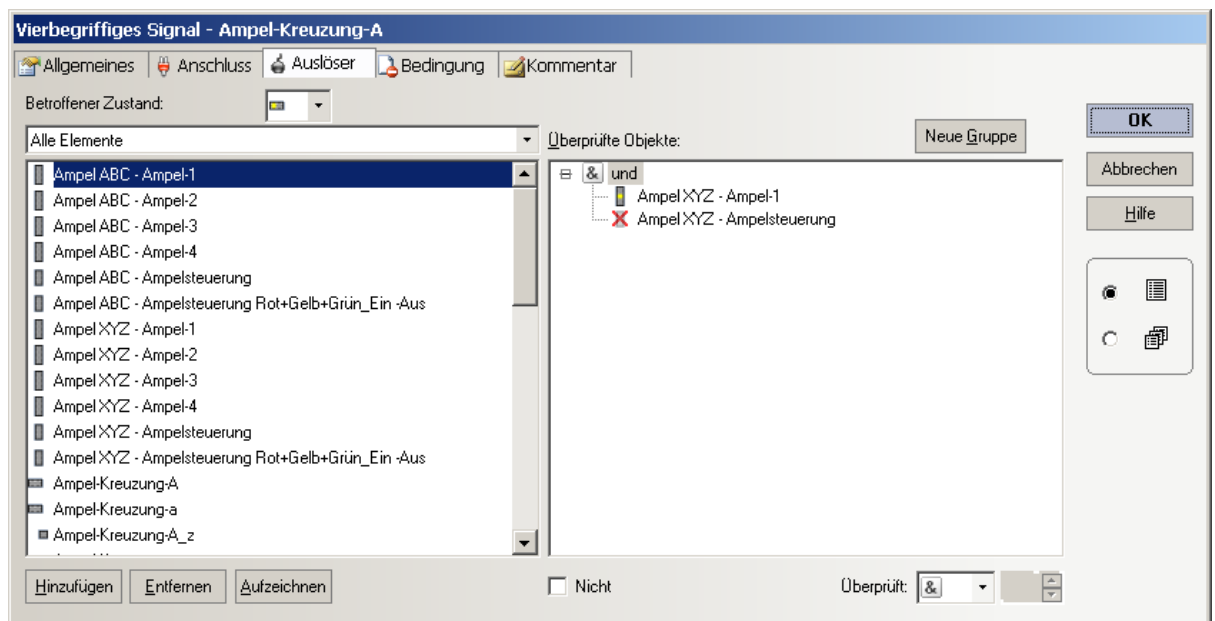 Vierbegriffiges Signal - Ampel-Kreuzung-A
Allgemeines Anschluss Auslöser Bedingung Kommentar
Betroffener Zustand:
Alle Elemente
Überprüfte Objekte:
Neue Gruppe
OK
Abbrechen
Hilfe
Ampel ABC - Ampel-1
Ampel ABC - Ampel-2
Ampel ABC - Ampel-3
Ampel ABC - Ampel-4
Ampel ABC - Ampelsteuerung
Ampel ABC - Ampelsteuerung Rot+Gelb+Grün_Ein -Aus
Ampel XYZ - Ampel-1
Ampel XYZ - Ampel-2
Ampel XYZ - Ampel-3
Ampel XYZ - Ampel-4
Ampel XYZ - Ampelsteuerung
Ampel XYZ - Ampelsteuerung Rot+Gelb+Grün_Ein -Aus
Ampel-Kreuzung-A
Ampel-Kreuzung-a
Ampel-Kreuzung-A_z
& und
Ampel XYZ - Ampel-1
Ampel XYZ - Ampelsteuerung
Hinzufügen Entfernen Aufzeichnen
Nicht
Überprüft: &